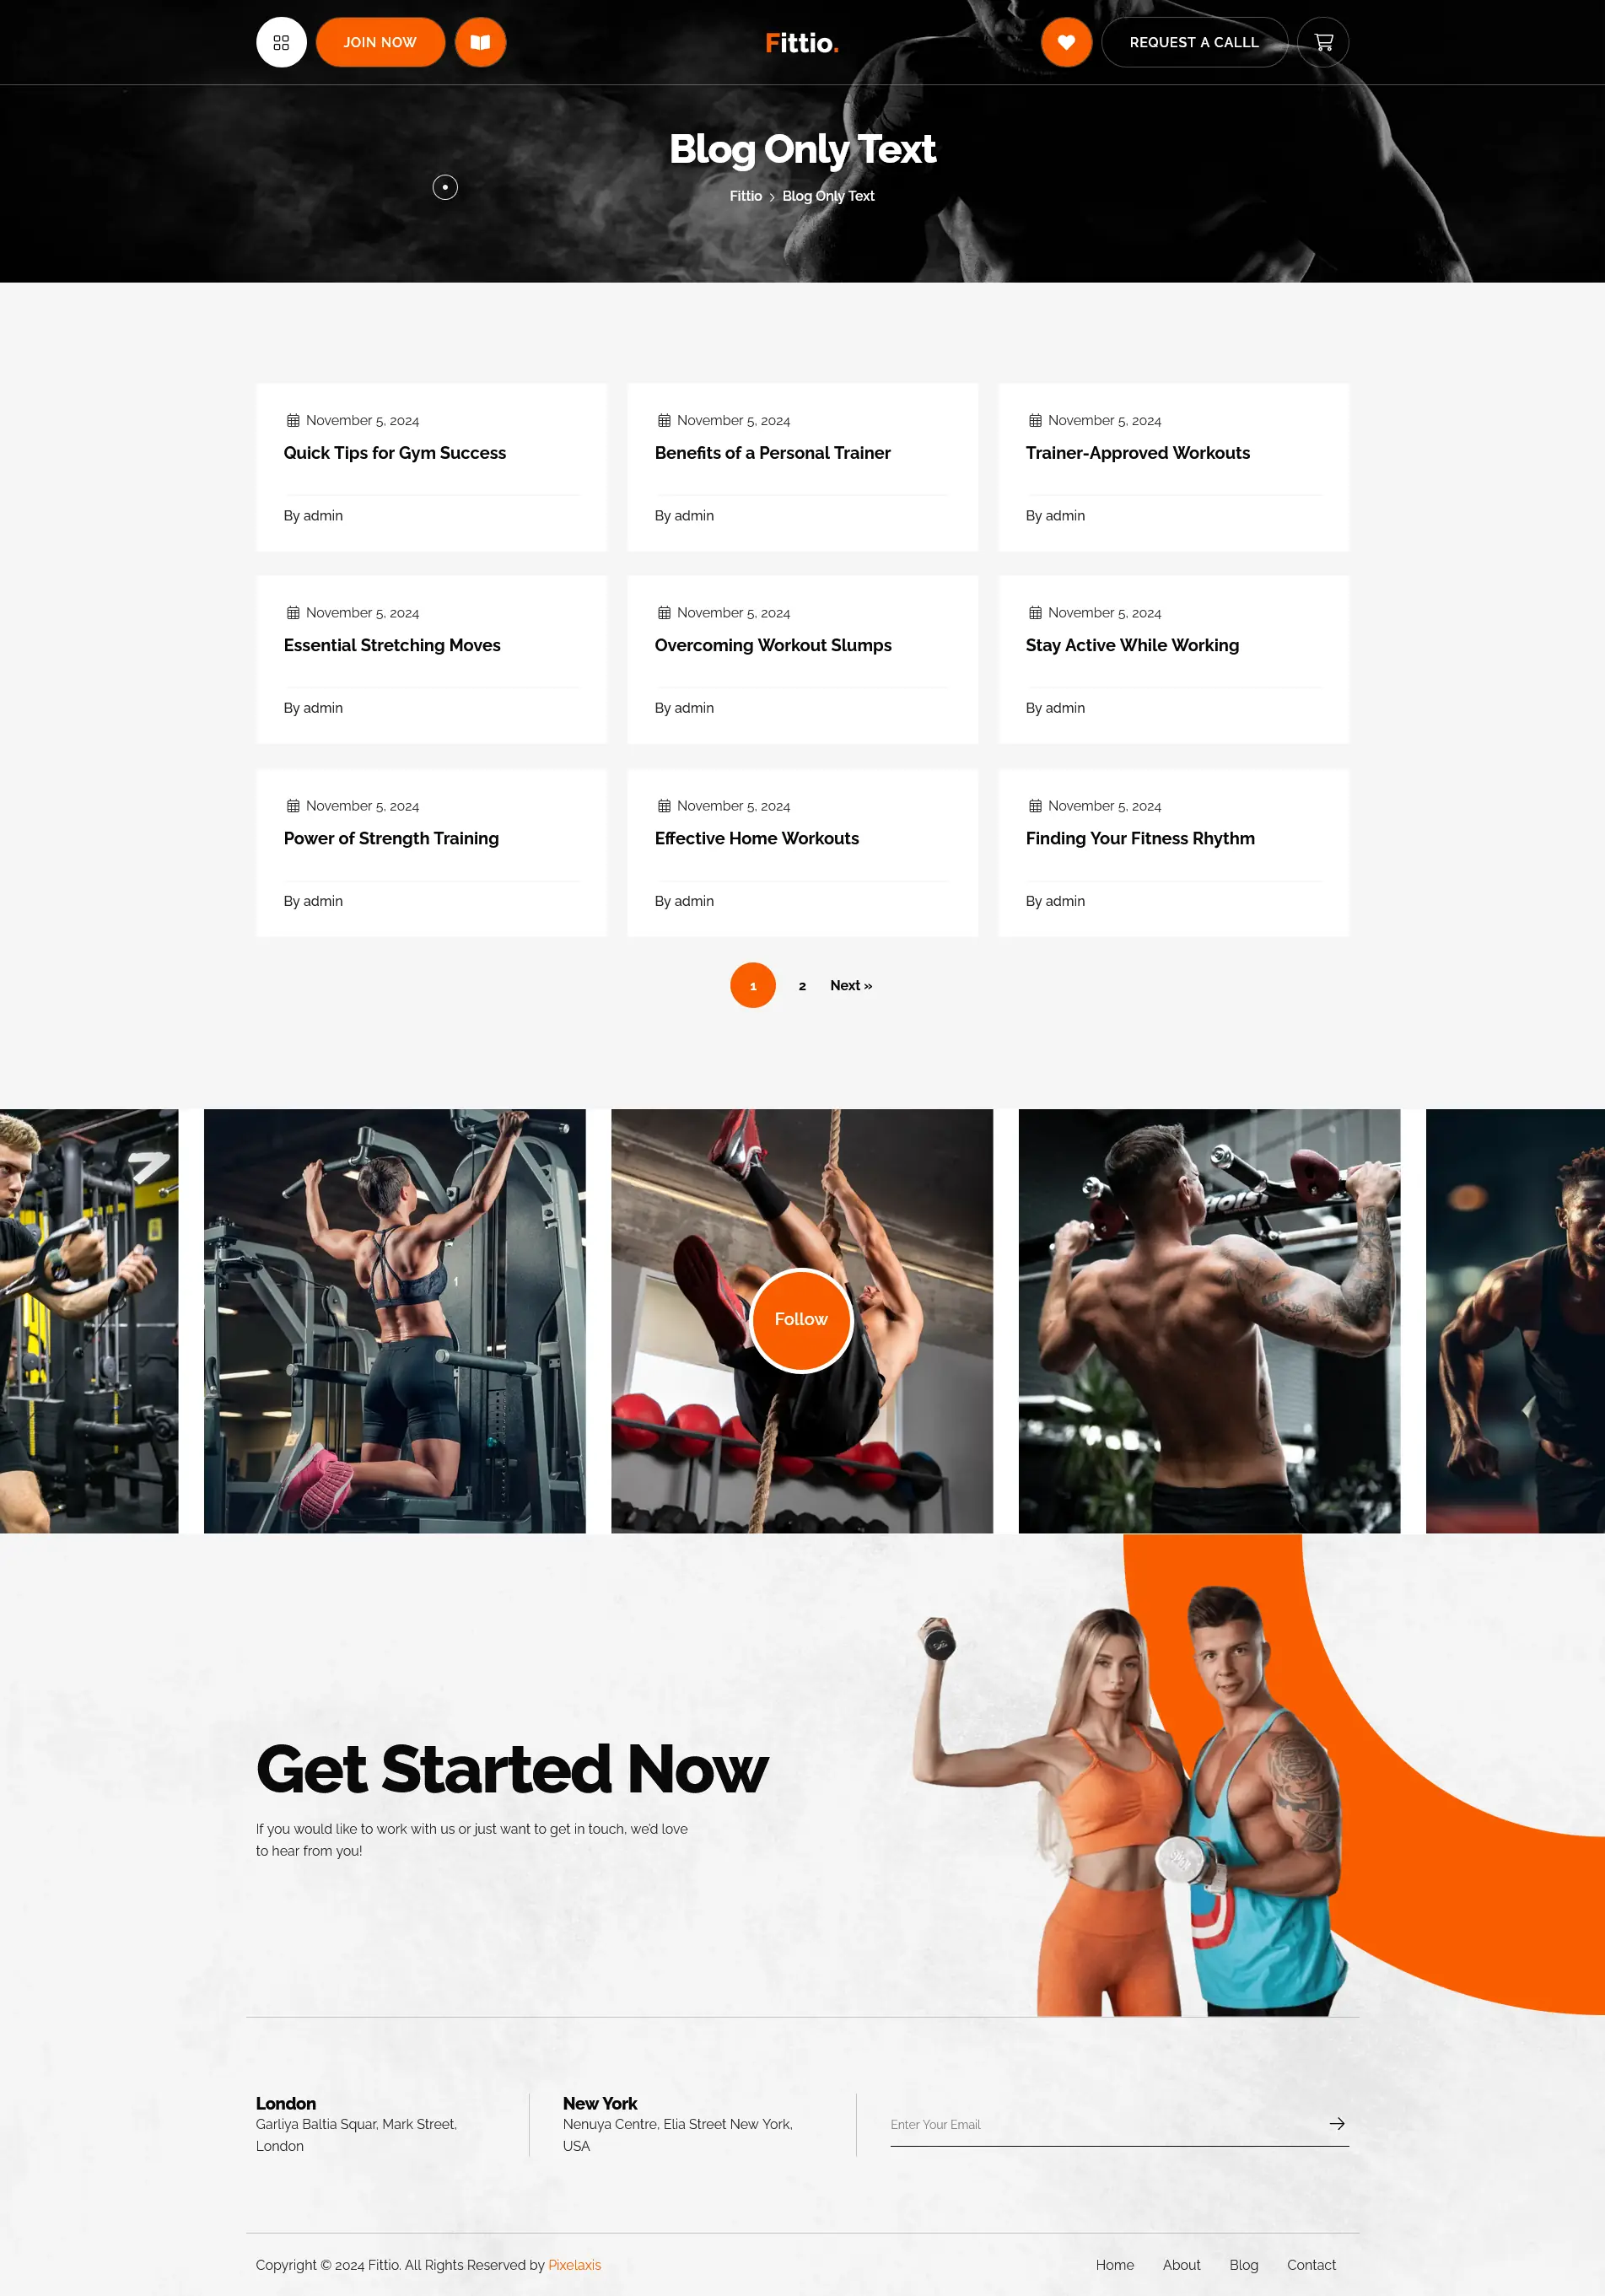 JOIN NOW
Fittio.
REQUEST A CALLL
Blog Only Text
Fittio > Blog Only Text
November 5, 2024
Quick Tips for Gym Success
By admin
November 5, 2024
Benefits of a Personal Trainer
By admin
November 5, 2024
Trainer-Approved Workouts
By admin
November 5, 2024
Essential Stretching Moves
By admin
November 5, 2024
Overcoming Workout Slumps
By admin
November 5, 2024
Stay Active While Working
By admin
November 5, 2024
Power of Strength Training
By admin
November 5, 2024
Effective Home Workouts
By admin
November 5, 2024
Finding Your Fitness Rhythm
By admin
1 2 Next »
1
Follow
HOIST
Get Started Now
If you would like to work with us or just want to get in touch, we'd love
to hear from you!
London
Garliya Baltia Squar, Mark Street,
London
New York
Nenuya Centre, Elia Street New York,
USA
Enter Your Email
Copyright © 2024 Fittio. All Rights Reserved by Pixelaxis
Home About Blog Contact